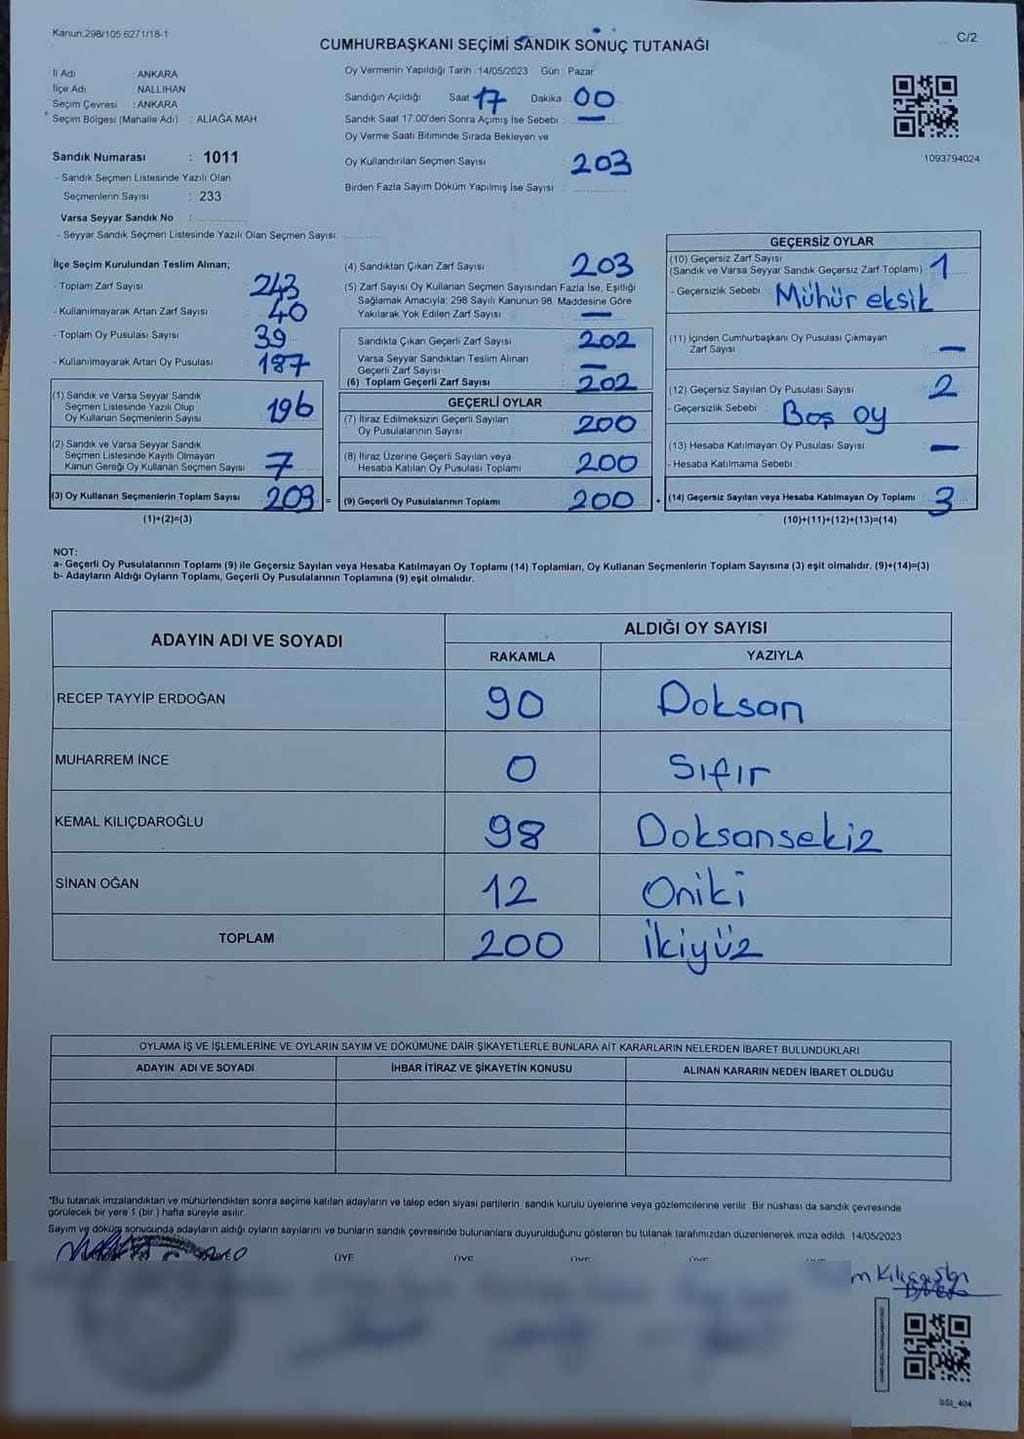 Kanun:298/105 6271/18-1
CUMHURBAŞKANI SEÇİMİ SANDIK SONUÇ TUTANAĞI
C/2
İl Adı : ANKARA
İlçe Adı : NALLIHAN
Seçim Çevresi : ANKARA
Seçim Bölgesi (Mahalle Adı) : ALİAĞA MAH
Oy Vermenin Yapıldığı Tarih :14/05/2023 Gün : Pazar
Sandığın Açıldığı Saat 17 Dakika 00
Sandık Saat 17:00'den Sonra Açımış İse Sebebi : —
Oy Verme Saati Bitiminde Sırada Bekleyen ve
Oy Kullandırılan Seçmen Sayısı : 203
Birden Fazla Sayım Döküm Yapılmış İse Sayısı :
1093794024
Sandık Numarası : 1011
- Sandık Seçmen Listesinde Yazılı Olan
Seçmenlerin Sayısı : 233
Varsa Seyyar Sandık No :
- Seyyar Sandık Seçmen Listesinde Yazılı Olan Seçmen Sayısı:
İlçe Seçim Kurulundan Teslim Alınan;
- Toplam Zarf Sayısı 243
- Kullanılmayarak Artan Zarf Sayısı 40
- Toplam Oy Pusulası Sayısı 39
- Kullanılmayarak Artan Oy Pusulası 187
(1) Sandık ve Varsa Seyyar Sandık
Seçmen Listesinde Yazılı Olup
Oy Kullanan Seçmenlerin Sayısı 196
(2) Sandık ve Varsa Seyyar Sandık
Seçmen Listesinde Kayıtlı Olmayan
Kanun Gereği Oy Kullanan Seçmen Sayısı 7
(3) Oy Kullanan Seçmenlerin Toplam Sayısı 203 =
(1)+(2)=(3)
(4) Sandıktan Çıkan Zarf Sayısı 203
(5) Zarf Sayısı Oy Kullanan Seçmen Sayısından Fazla İse, Eşitliği
Sağlamak Amacıyla; 298 Sayılı Kanunun 98. Maddesine Göre
Yakılarak Yok Edilen Zarf Sayısı —
Sandıkta Çıkan Geçerli Zarf Sayısı 202
Varsa Seyyar Sandıktan Teslim Alınan
Geçerli Zarf Sayısı —
(6) Toplam Geçerli Zarf Sayısı 202
GEÇERLİ OYLAR
(7) İtiraz Edilmeksizin Geçerli Sayılan
Oy Pusulalarının Sayısı 200
(8) İtiraz Üzerine Geçerli Sayılan veya
Hesaba Katılan Oy Pusulası Toplamı 200
(9) Geçerli Oy Pusulalarının Toplamı 200 +
GEÇERSİZ OYLAR
(10) Geçersiz Zarf Sayısı
(Sandık ve Varsa Seyyar Sandık Geçersiz Zarf Toplamı) 1
- Geçersizlik Sebebi : Mühür eksik
(11) İçinden Cumhurbaşkanı Oy Pusulası Çıkmayan
Zarf Sayısı —
(12) Geçersiz Sayılan Oy Pusulası Sayısı 2
- Geçersizlik Sebebi : Boş oy
(13) Hesaba Katılmayan Oy Pusulası Sayısı —
- Hesaba Katılmama Sebebi :
(14) Geçersiz Sayılan veya Hesaba Katılmayan Oy Toplamı 3
(10)+(11)+(12)+(13)=(14)
NOT:
a- Geçerli Oy Pusulalarının Toplamı (9) ile Geçersiz Sayılan veya Hesaba Katılmayan Oy Toplamı (14) Toplamları, Oy Kullanan Seçmenlerin Toplam Sayısına (3) eşit olmalıdır. (9)+(14)=(3)
b- Adayların Aldığı Oyların Toplamı, Geçerli Oy Pusulalarının Toplamına (9) eşit olmalıdır.
ADAYIN ADI VE SOYADI
ALDIĞI OY SAYISI
RAKAMLA YAZIYLA
RECEP TAYYİP ERDOĞAN 90 Doksan
MUHARREM İNCE 0 Sıfır
KEMAL KILIÇDAROĞLU 98 Doksansekiz
SİNAN OĞAN 12 Oniki
TOPLAM 200 İkiyüz
OYLAMA İŞ VE İŞLEMLERİNE VE OYLARIN SAYIM VE DÖKÜMÜNE DAİR ŞİKAYETLERLE BUNLARA AİT KARARLARIN NELERDEN İBARET BULUNDUKLARI
ADAYIN ADI VE SOYADI İHBAR İTİRAZ VE ŞİKAYETİN KONUSU ALINAN KARARIN NEDEN İBARET OLDUĞU
"Bu tutanak imzalandıktan ve mühürlendikten sonra seçime katılan adayların ve talep eden siyasi partilerin sandık kurulu üyelerine veya gözlemcilerine verilir. Bir nüshası da sandık çevresinde
görülecek bir yere 1 (bir) hafta süreyle asılır.
Sayım ve döküm sonucunda adayların aldığı oyların sayılarını ve bunların sandık çevresinde bulunanlara duyurulduğunu gösteren bu tutanak tarafımızdan düzenlenerek imza edildi. 14/05/2023
ÜYE ÜYE ÜYE
SSI_404